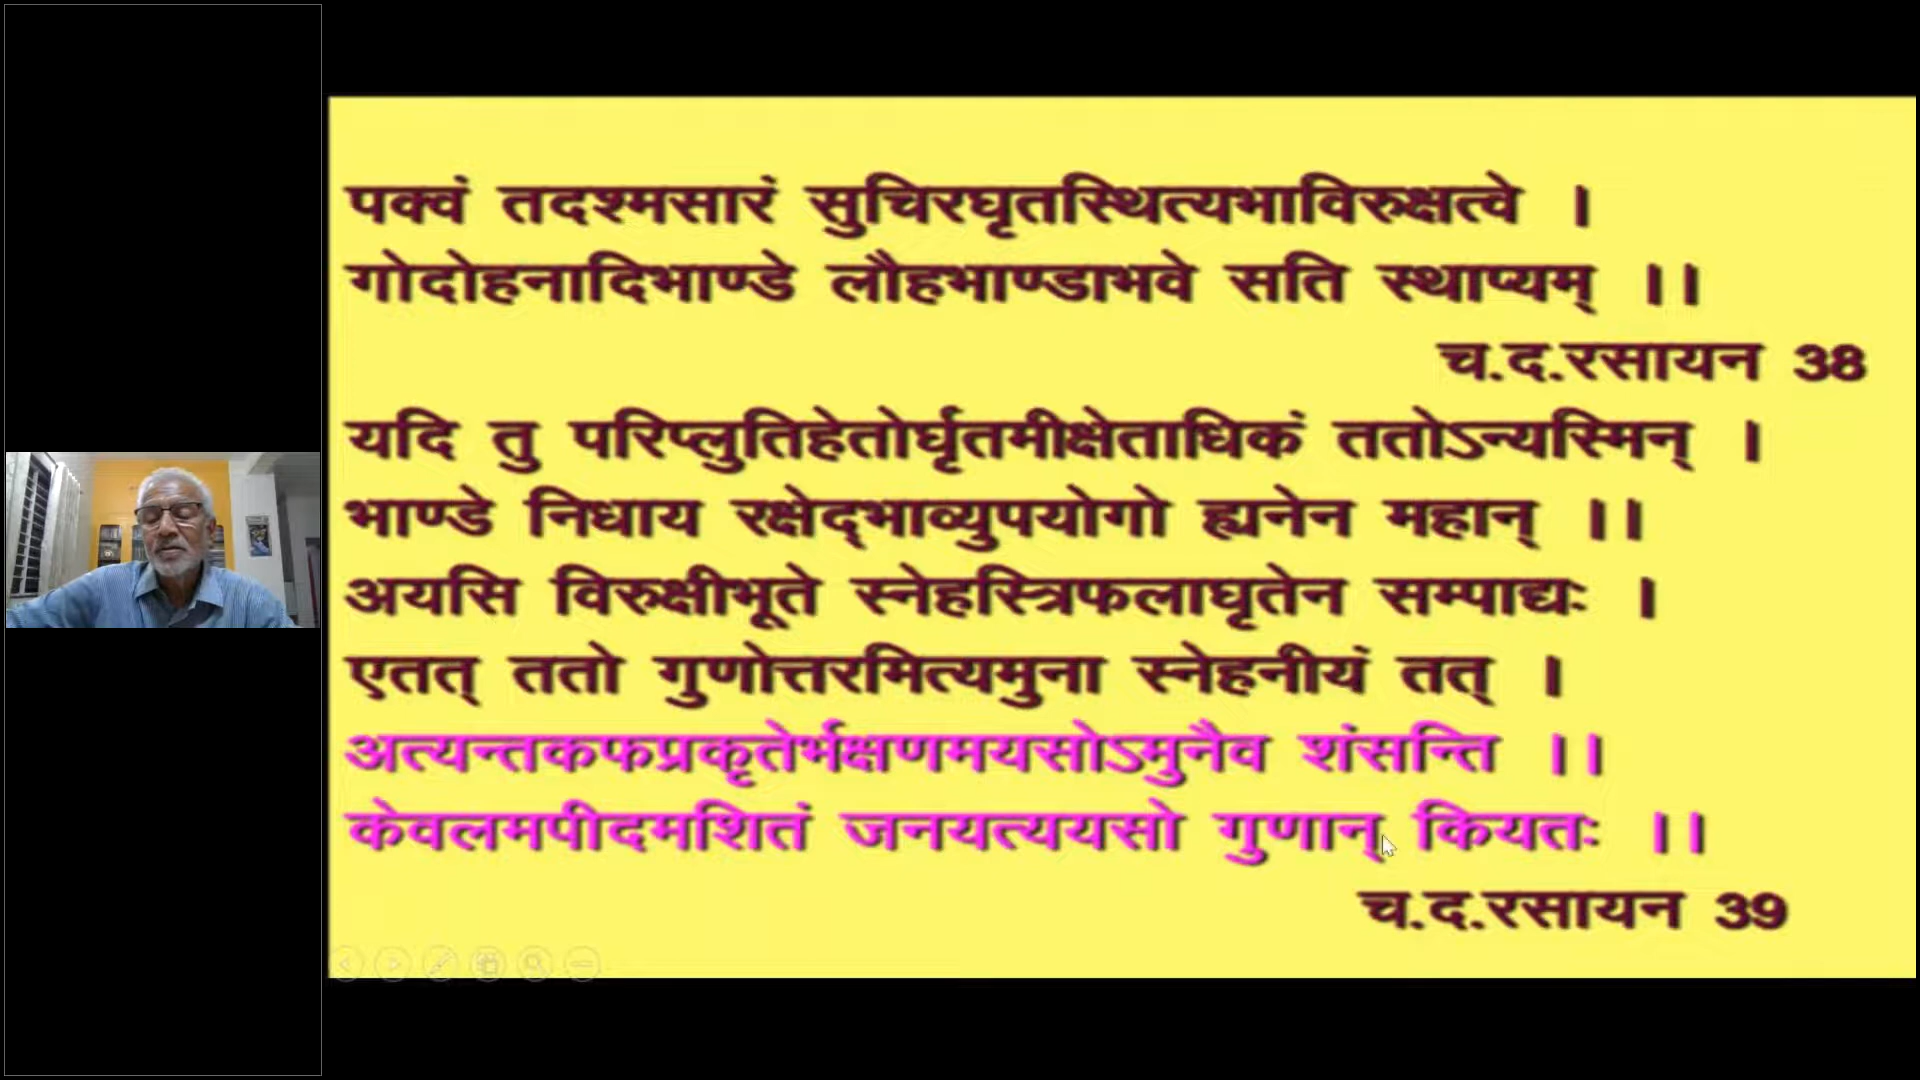 पक्वं तदश्मसारं सुचिरघृतस्थित्यभाविरुक्षत्वे ।
गोदोहनादिभाण्डे लौहभाण्डाभवे सति स्थाप्यम् ।।
च.द.रसायन 38
यदि तु परिप्लुतिहेतोर्घृतमीक्षेताधिकं ततोऽन्यस्मिन् ।
भाण्डे निधाय रक्षेद्भाव्युपयोगो ह्यनेन महान् ।।
अयसि विरुक्षीभूते स्नेहस्त्रिफलाघृतेन सम्पाद्यः ।
एतत् ततो गुणोत्तरमित्यमुना स्नेहनीयं तत् ।
अत्यन्तकफप्रकृतेर्भक्षणमयसोऽमुनैव शंसन्ति ।।
केवलमपीदमशितं जनयत्ययसो गुणान् कियतः ।।
च.द.रसायन 39